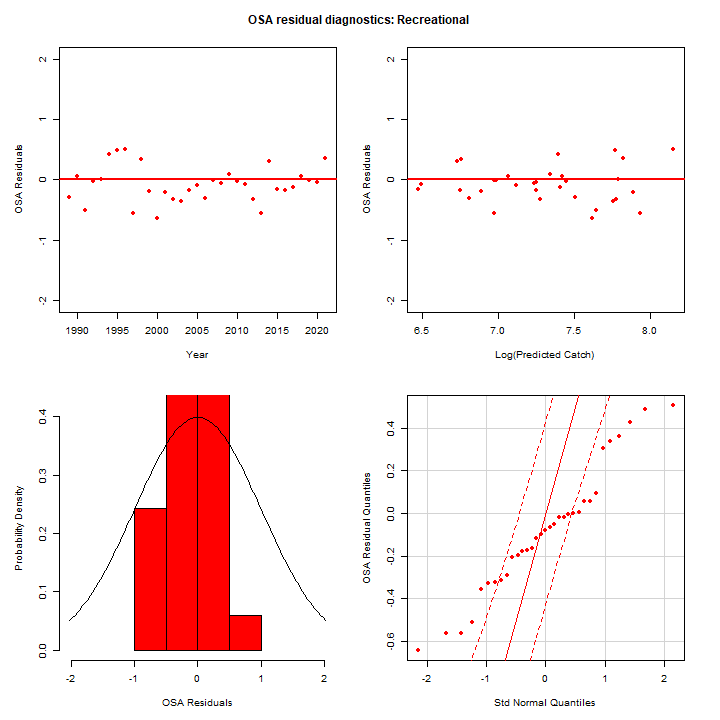 OSA residual diagnostics: Recreational
OSA Residuals
2
1
0
-1
-2
1990 1995 2000 2005 2010 2015 2020
Year
OSA Residuals
2
1
0
-1
-2
6.5 7.0 7.5 8.0
Log(Predicted Catch)
Probability Density
0.4
0.3
0.2
0.1
0.0
-2 -1 0 1 2
OSA Residuals
OSA Residual Quantiles
0.4
0.2
0.0
-0.2
-0.4
-0.6
-2 -1 0 1 2
Std Normal Quantiles